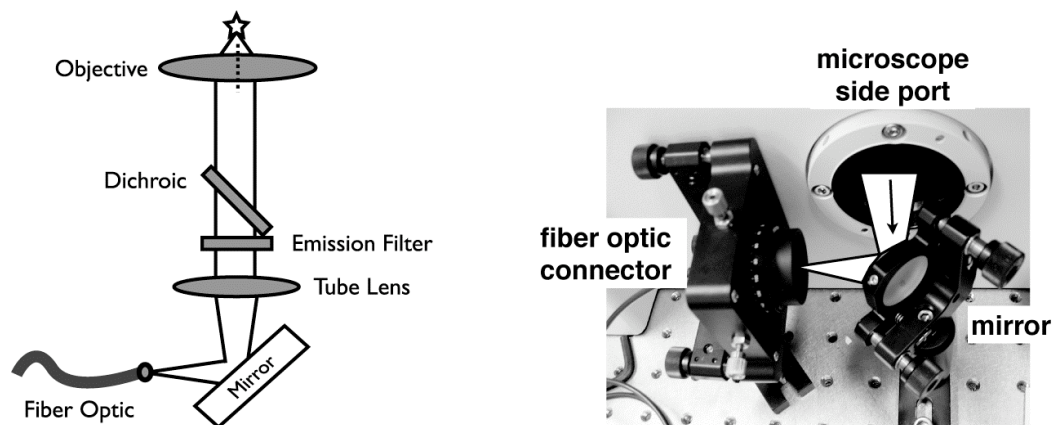 Objective
Dichroic
Emission Filter
Tube Lens
Mirror
Fiber Optic
microscope
side port
fiber optic
connector
mirror